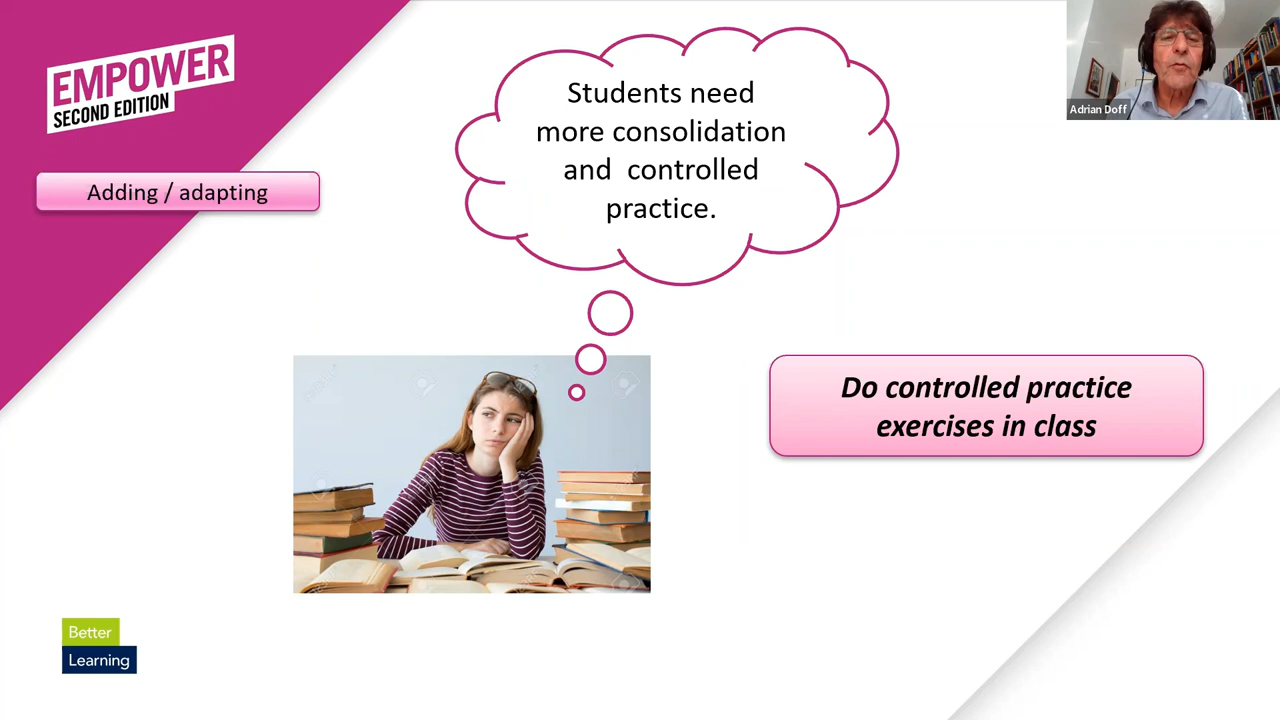 EMPOWER
SECOND EDITION
Adding / adapting
Students need
more consolidation
and controlled
practice.
Adrian Doff
Do controlled practice
exercises in class
Better
Learning